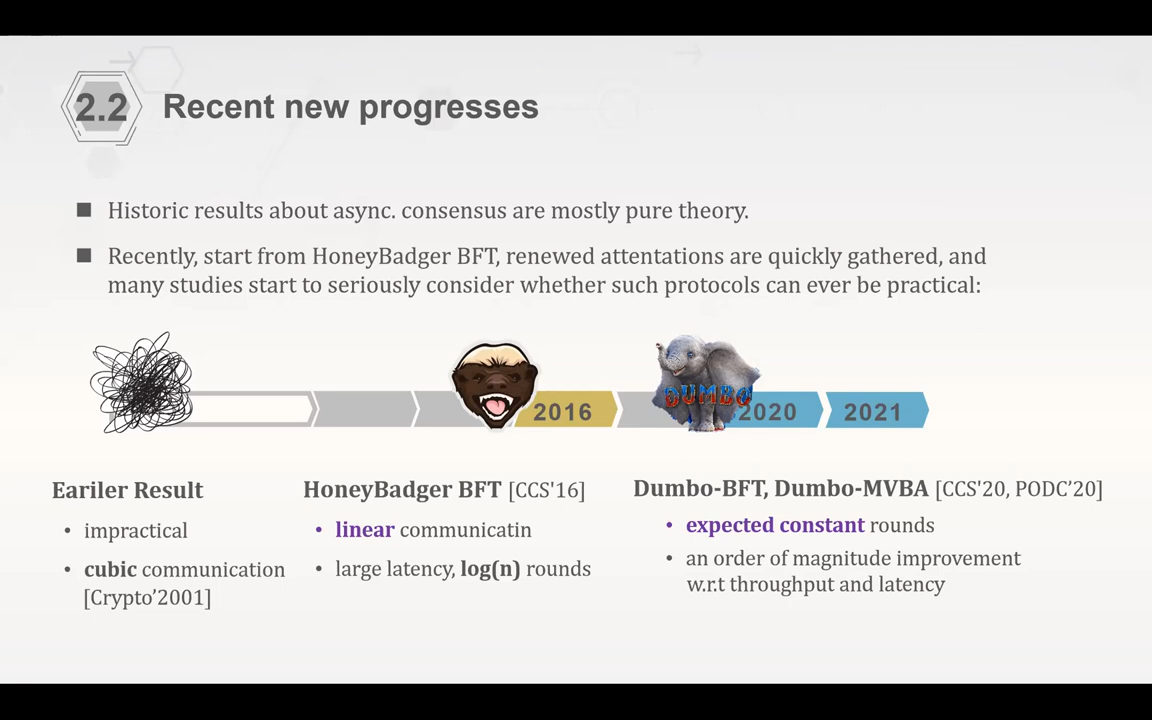 2.2 Recent new progresses
■ Historic results about async. consensus are mostly pure theory.
■ Recently, start from HoneyBadger BFT, renewed attentations are quickly gathered, and
many studies start to seriously consider whether such protocols can ever be practical:
DUMBO
2016
2020
2021
Eariler Result
• impractical
• cubic communication
[Crypto’2001]
HoneyBadger BFT [CCS'16]
• linear communicatin
• large latency, log(n) rounds
Dumbo-BFT, Dumbo-MVBA [CCS'20, PODC’20]
• expected constant rounds
• an order of magnitude improvement
w.r.t throughput and latency